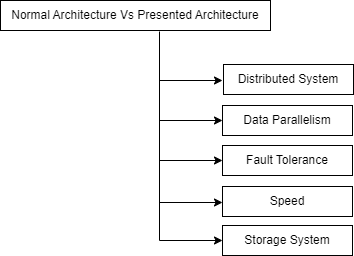 Normal Architecture Vs Presented Architecture
Distributed System
Data Parallelism
Fault Tolerance
Speed
Storage System